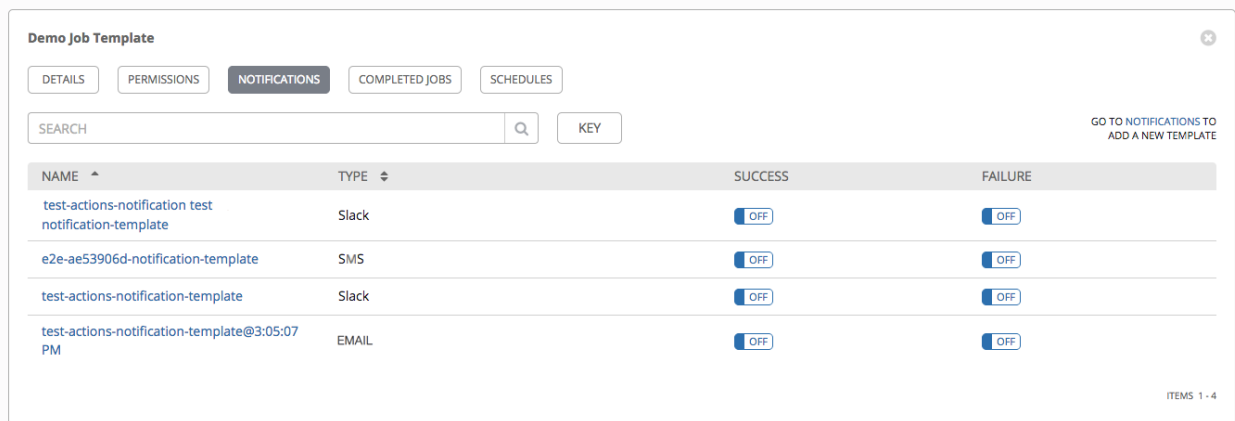 Demo Job Template
DETAILS PERMISSIONS NOTIFICATIONS COMPLETED JOBS SCHEDULES
SEARCH KEY
GO TO NOTIFICATIONS TO
ADD A NEW TEMPLATE
NAME TYPE SUCCESS FAILURE
test-actions-notification test
notification-template
Slack OFF OFF
e2e-ae53906d-notification-template SMS OFF OFF
test-actions-notification-template Slack OFF OFF
test-actions-notification-template@3:05:07
PM
EMAIL OFF OFF
ITEMS 1 - 4